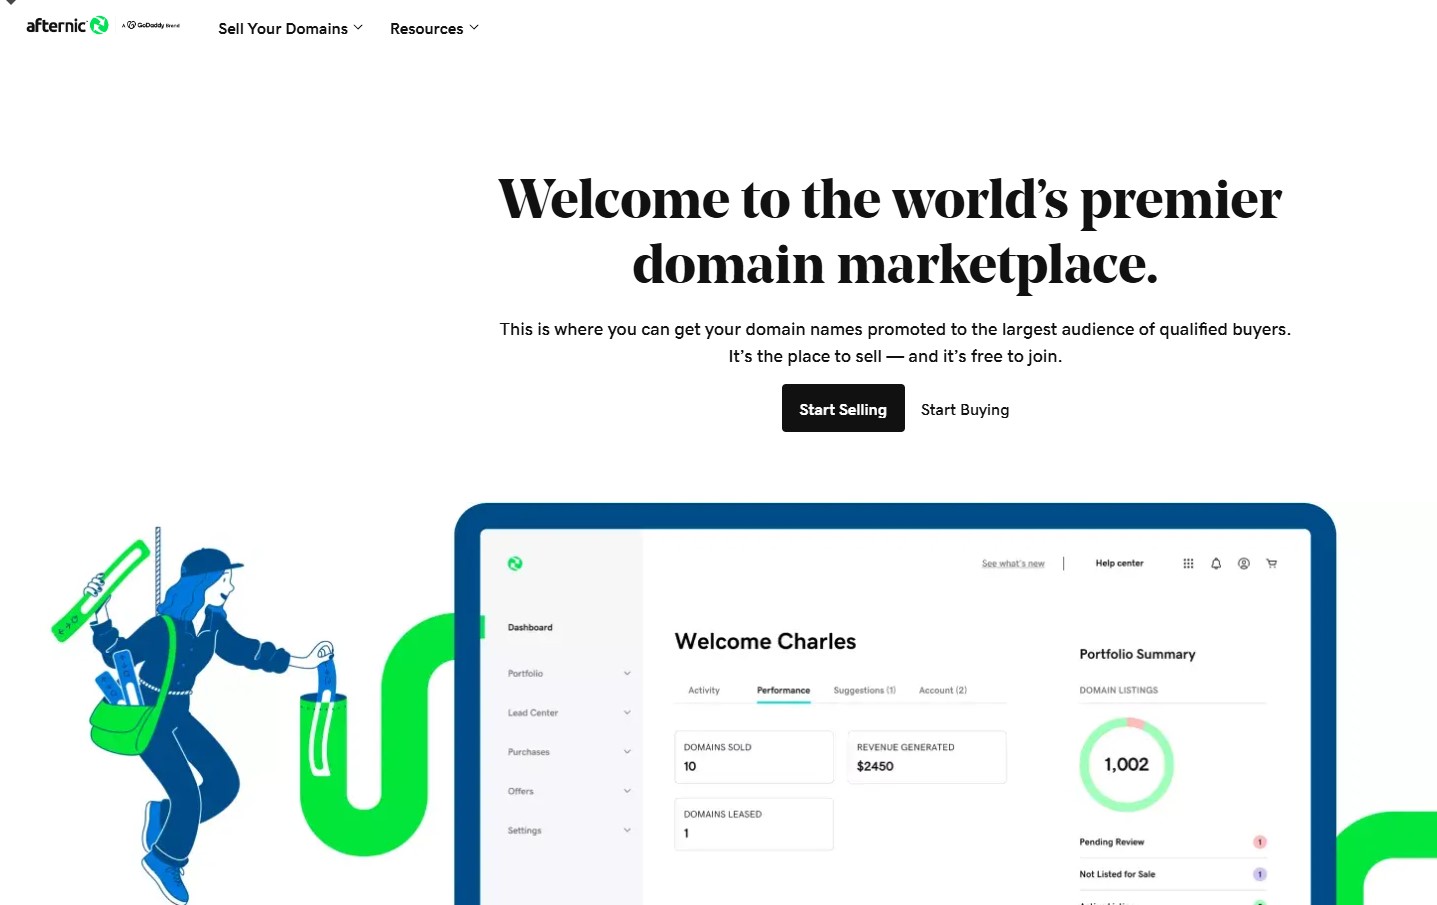 afternic
A GoDaddy Brand
Sell Your Domains
Resources
Welcome to the world’s premier
domain marketplace.
This is where you can get your domain names promoted to the largest audience of qualified buyers.
It’s the place to sell — and it’s free to join.
Start Selling
Start Buying
See what's new
Help center
Dashboard
Portfolio
Lead Center
Purchases
Offers
Settings
Welcome Charles
Activity
Performance
Suggestions (1)
Account (2)
DOMAINS SOLD
10
REVENUE GENERATED
$2450
DOMAINS LEASED
1
Portfolio Summary
DOMAIN LISTINGS
1,002
Pending Review
1
Not Listed for Sale
1